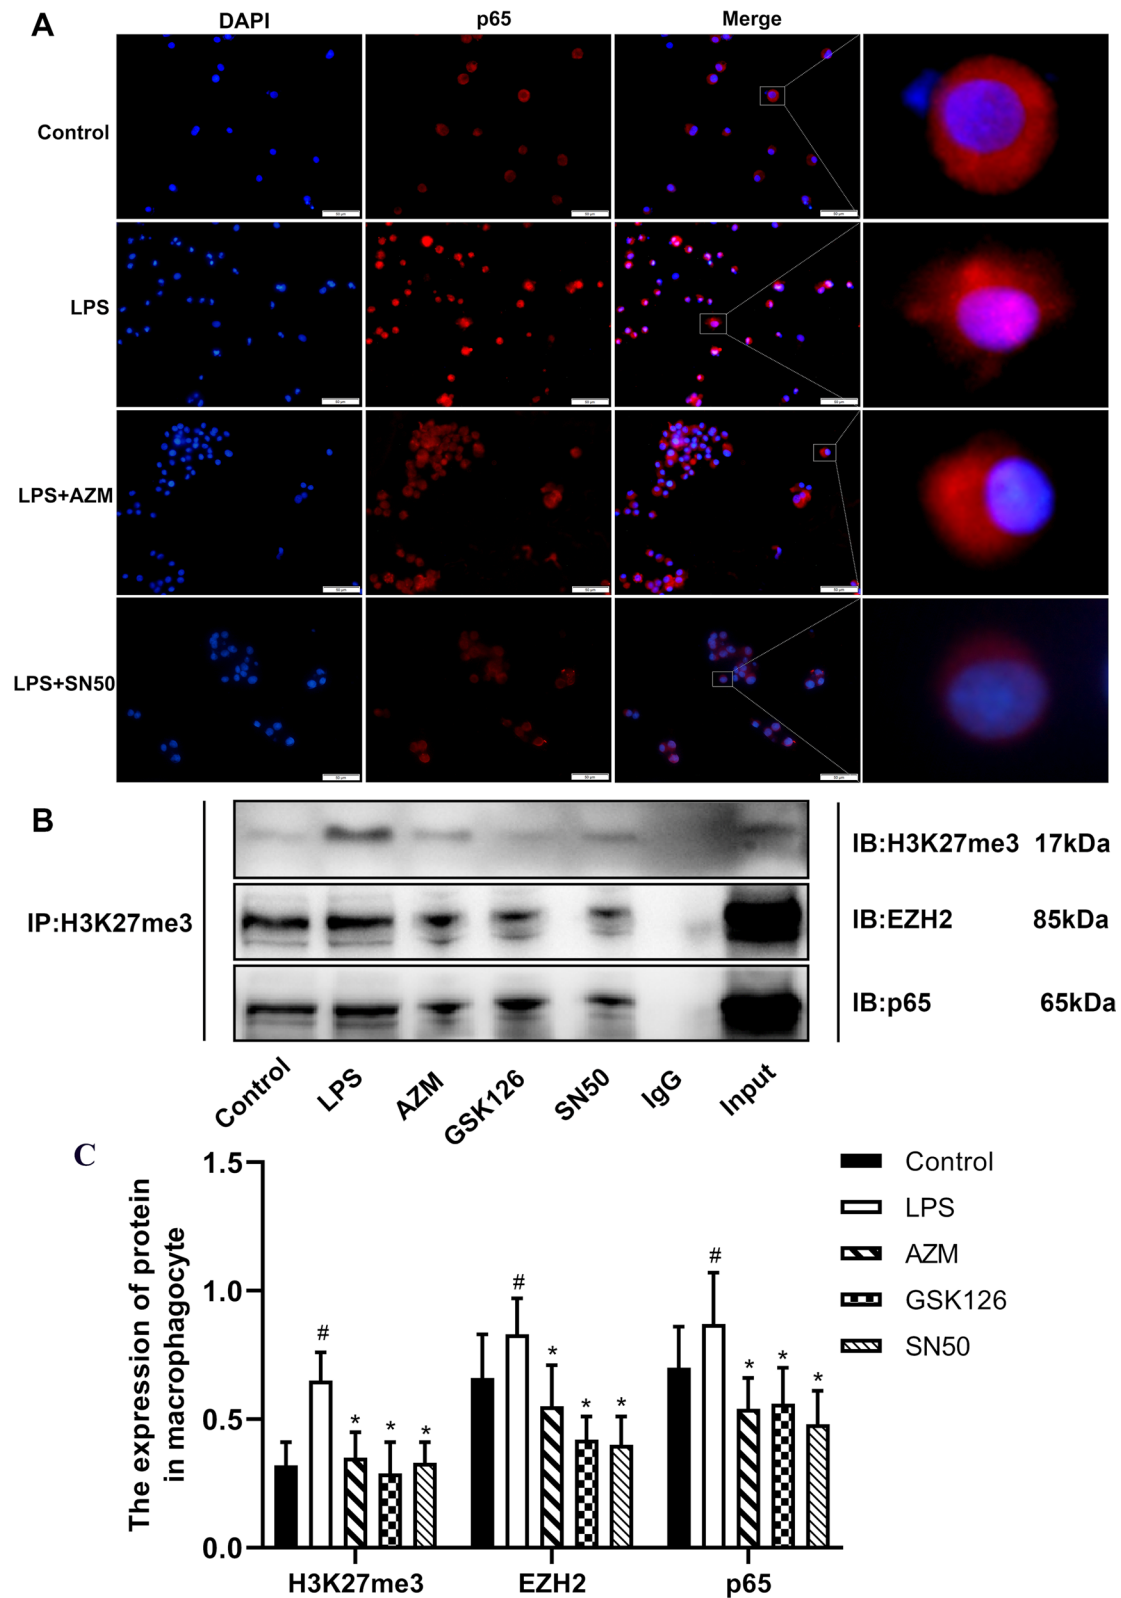 A
DAPI
p65
Merge
Control
LPS
LPS+AZM
LPS+SN50
B
IP:H3K27me3
IB:H3K27me3 17kDa
IB:EZH2 85kDa
IB:p65 65kDa
Control
LPS
AZM
GSK126
SN50
IgG
Input
C
The expression of protein
in macrophagocyte
1.5
1.0
0.5
0.0
#
*
*
*
#
*
*
*
#
*
*
*
H3K27me3
EZH2
p65
Control
LPS
AZM
GSK126
SN50